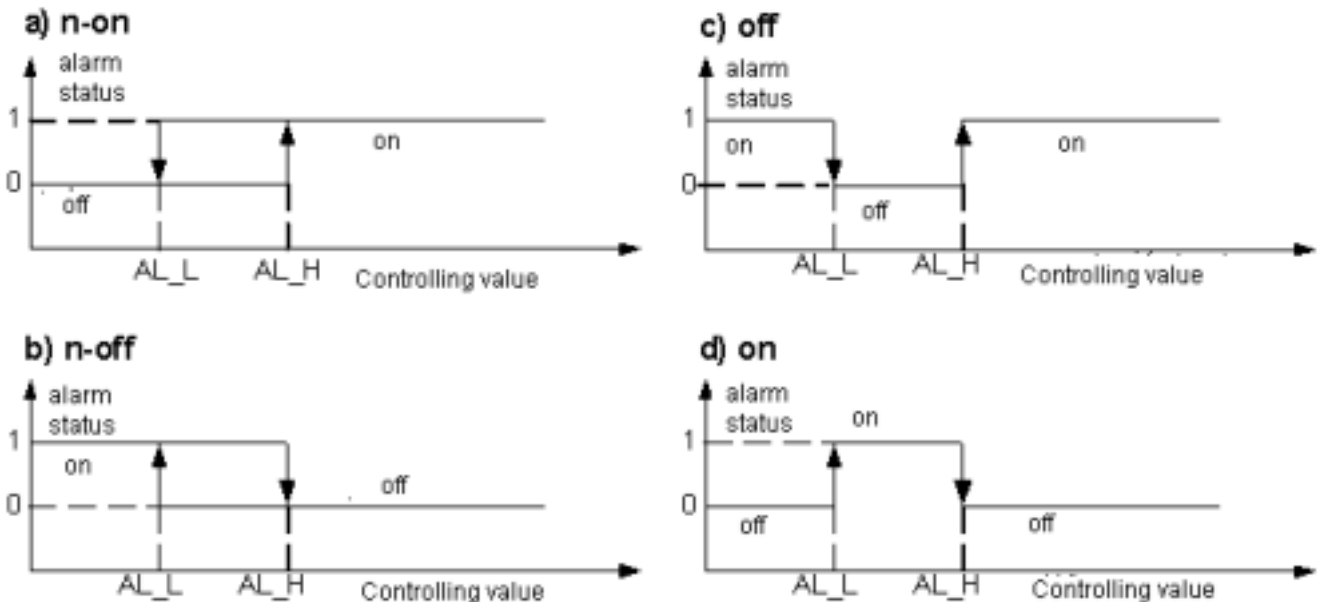 a) n-on
alarm
status
1
on
0
off
AL_L
AL_H
Controlling value
c) off
alarm
status
1
on
on
0
off
AL_L
AL_H
Controlling value
b) n-off
alarm
status
1
on
off
0
AL_L
AL_H
Controlling value
d) on
alarm
status
on
1
0
off
off
AL_L
AL_H
Controlling value